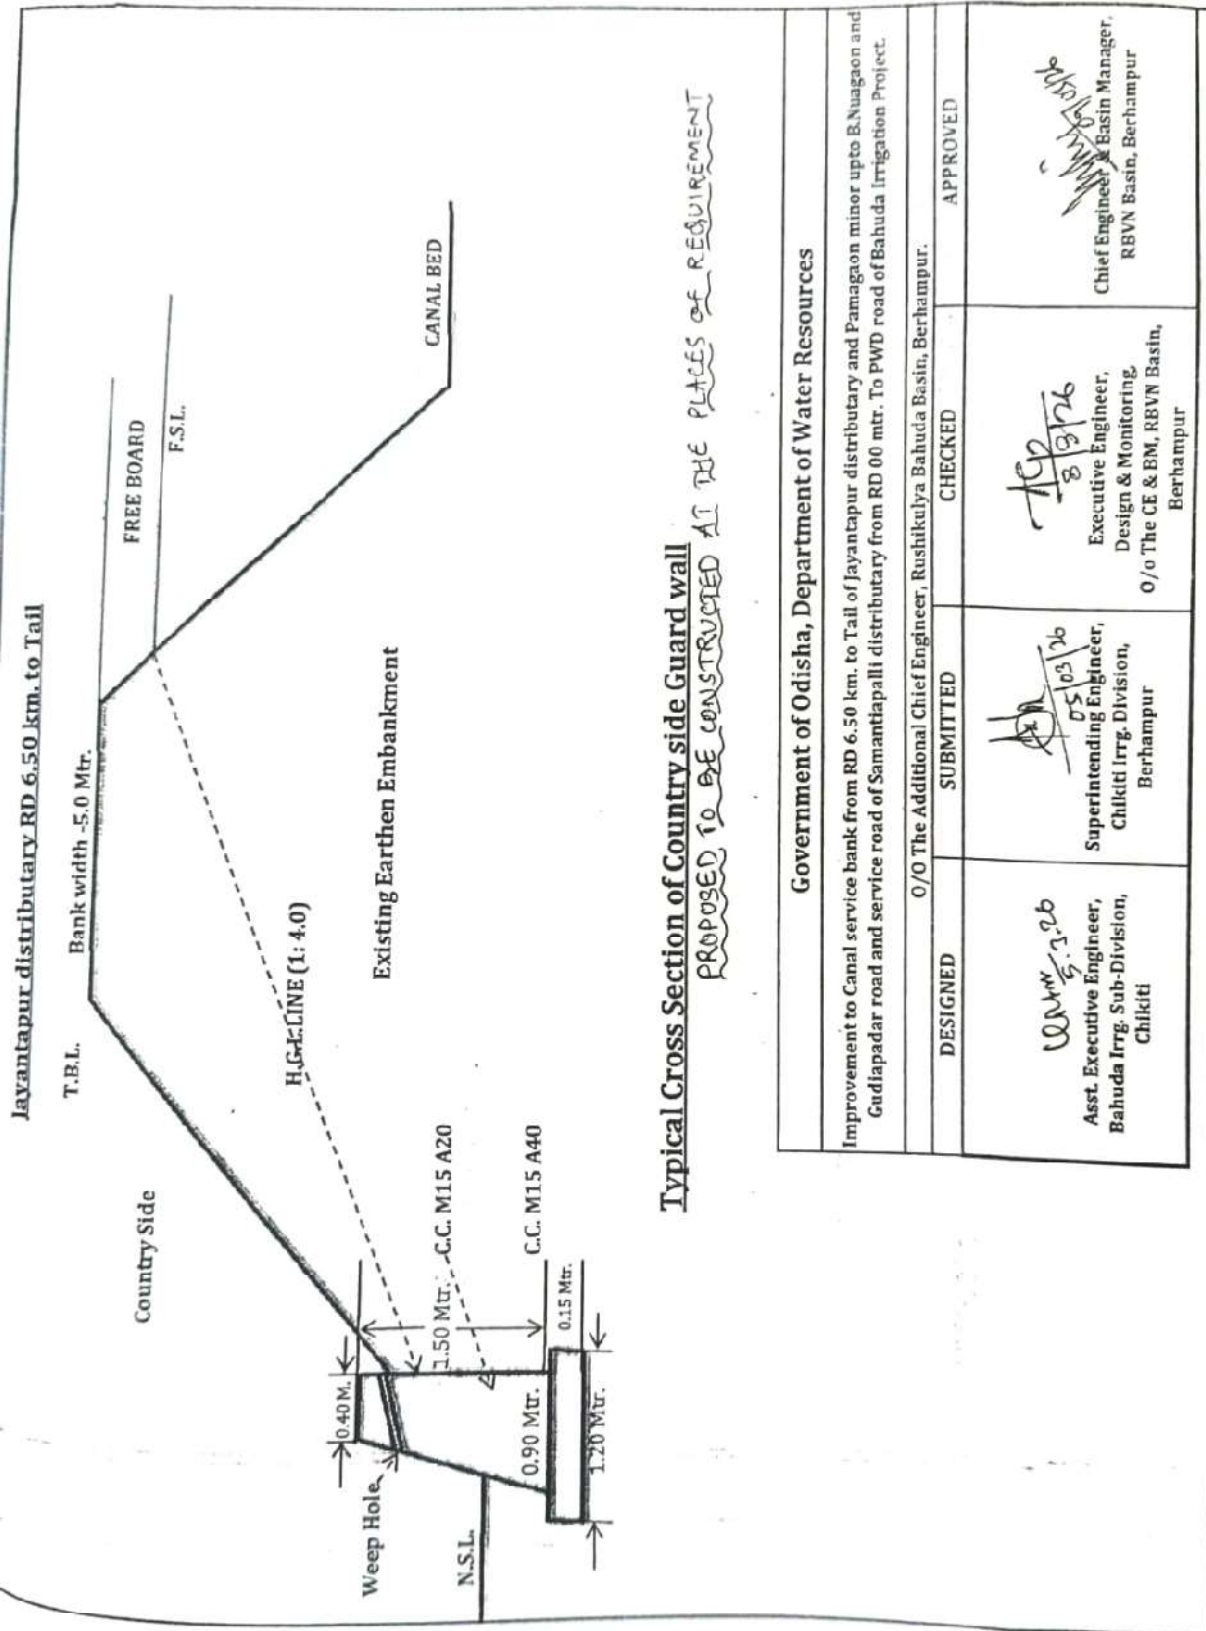 Jayantapur distributary RD 6.50 km. to Tail
T.B.L.
Bank width -5.0 Mtr.
FREE BOARD
F.S.L.
Country Side
H.G.L.LINE (1: 4.0)
Existing Earthen Embankment
CANAL BED
0.40 M.
Weep Hole
1.50 Mtr.
C.C. M15 A20
N.S.L.
0.90 Mtr.
C.C. M15 A40
0.15 Mtr.
1.20 Mtr.
Typical Cross Section of Country side Guard wall
PROPOSED TO BE CONSTRUCTED AT THE PLACES OF REQUIREMENT
Government of Odisha, Department of Water Resources
Improvement to Canal service bank from RD 6.50 km. to Tail of Jayantapur distributary and Pamagaon minor upto B.Nuagaon and
Gudiapadar road and service road of Samantiapalli distributary from RD 00 mtr. To PWD road of Bahuda Irrigation Project.
O/O The Additional Chief Engineer, Rushikulya Bahuda Basin, Berhampur.
DESIGNED
SUBMITTED
CHECKED
APPROVED
5.3.26
Asst. Executive Engineer,
Bahuda Irrg. Sub-Division,
Chikiti
05/03/26
Superintending Engineer,
Chikiti Irrg. Division,
Berhampur
8/3/26
Executive Engineer,
Design & Monitoring,
O/o The CE & BM, RBVN Basin,
Berhampur
Chief Engineer & Basin Manager,
RBVN Basin, Berhampur